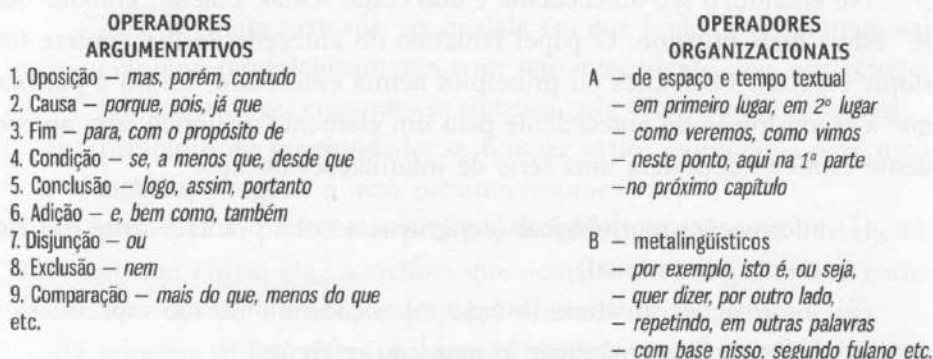 OPERADORES
ARGUMENTATIVOS
1. Oposição – mas, porém, contudo
2. Causa – porque, pois, já que
3. Fim – para, com o propósito de
4. Condição – se, a menos que, desde que
5. Conclusão – logo, assim, portanto
6. Adição – e, bem como, também
7. Disjunção – ou
8. Exclusão – nem
9. Comparação – mais do que, menos do que
etc.
OPERADORES
ORGANIZACIONAIS
A – de espaço e tempo textual
– em primeiro lugar, em 2º lugar
– como veremos, como vimos
– neste ponto, aqui na 1ª parte
– no próximo capítulo
B – metalingüísticos
– por exemplo, isto é, ou seja,
– quer dizer, por outro lado,
– repetindo, em outras palavras
– com base nisso, segundo fulano etc.